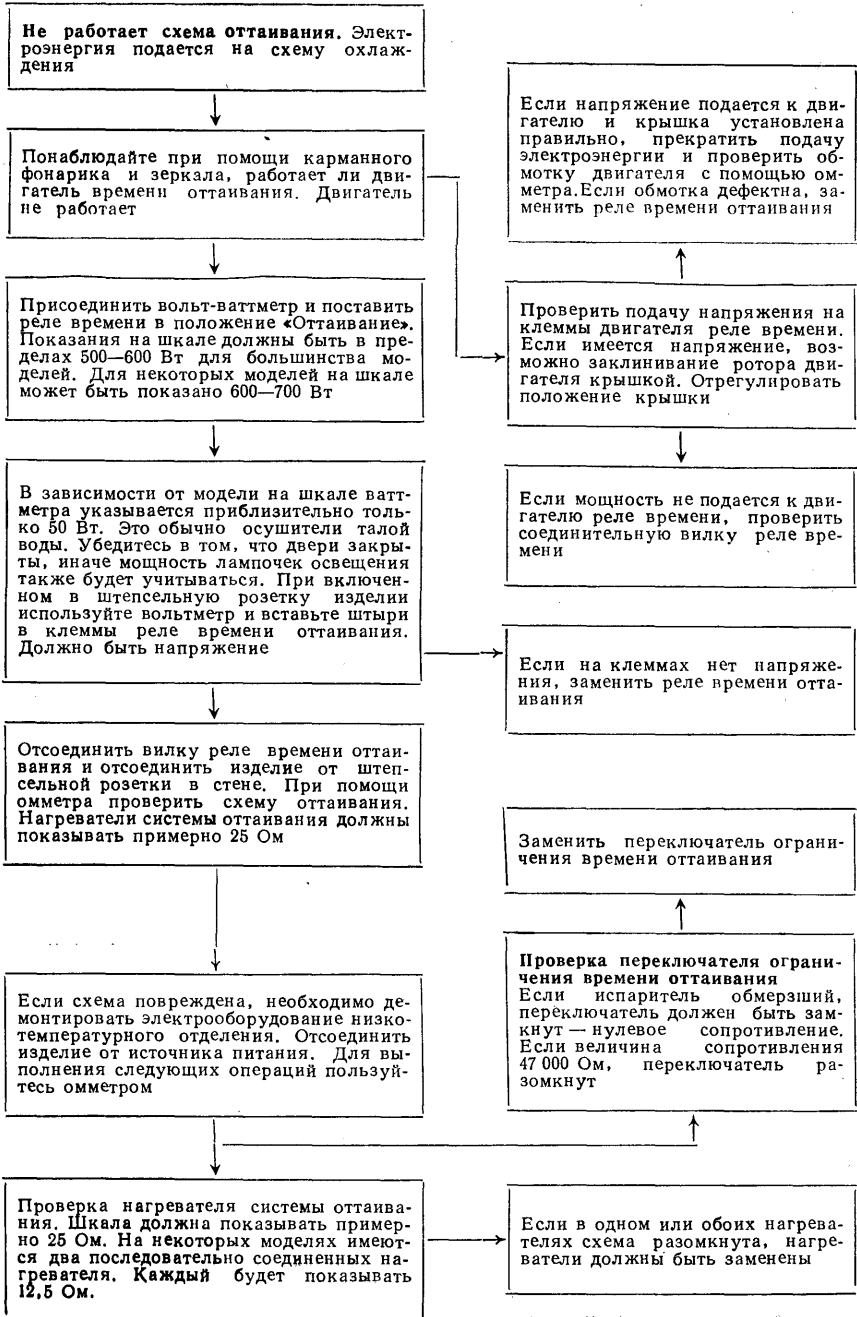 Не работает схема оттаивания. Элект-
роэнергия подается на схему охлаж-
дения
Понаблюдайте при помощи карманного
фонарика и зеркала, работает ли дви-
гатель времени оттаивания. Двигатель
не работает
Присоединить вольт-ваттметр и поставить
реле времени в положение «Оттаивание».
Показания на шкале должны быть в пре-
делах 500—600 Вт для большинства мо-
делей. Для некоторых моделей на шкале
может быть показано 600—700 Вт
В зависимости от модели на шкале ватт-
метра указывается приблизительно толь-
ко 50 Вт. Это обычно осушители талой
воды. Убедитесь в том, что двери закры-
ты, иначе мощность лампочек освещения
также будет учитываться. При включен-
ном в штепсельную розетку изделии
используйте вольтметр и вставьте штыри
в клеммы реле времени оттаивания.
Должно быть напряжение
Отсоединить вилку реле времени оттаи-
вания и отсоединить изделие от штеп-
сельной розетки в стене. При помощи
омметра проверить схему оттаивания.
Нагреватели системы оттаивания должны
показывать примерно 25 Ом
Если схема повреждена, необходимо де-
монтировать электрооборудование низко-
температурного отделения. Отсоединить
изделие от источника питания. Для вы-
полнения следующих операций пользуй-
тесь омметром
Проверка нагревателя системы оттаива-
ния. Шкала должна показывать пример-
но 25 Ом. На некоторых моделях имеют-
ся два последовательно соединенных на-
гревателя. Каждый будет показывать
12,5 Ом.
Если напряжение подается к дви-
гателю и крышка установлена
правильно, прекратить подачу
электроэнергии и проверить об-
мотку двигателя с помощью ом-
метра.Если обмотка дефектна, за-
менить реле времени оттаивания
Проверить подачу напряжения на
клеммы двигателя реле времени.
Если имеется напряжение, воз-
можно заклинивание ротора дви-
гателя крышкой. Отрегулировать
положение крышки
Если мощность не подается к дви-
гателю реле времени, проверить
соединительную вилку реле вре-
мени
Если на клеммах нет напряже-
ния, заменить реле времени отта-
ивания
Заменить переключатель ограни-
чения времени оттаивания
Проверка переключателя ограни-
чения времени оттаивания
Если испаритель обмерзший,
переключатель должен быть зам-
кнут — нулевое сопротивление.
Если величина сопротивления
47 000 Ом, переключатель ра-
зомкнут
Если в одном или обоих нагрева-
телях схема разомкнута, нагре-
ватели должны быть заменены